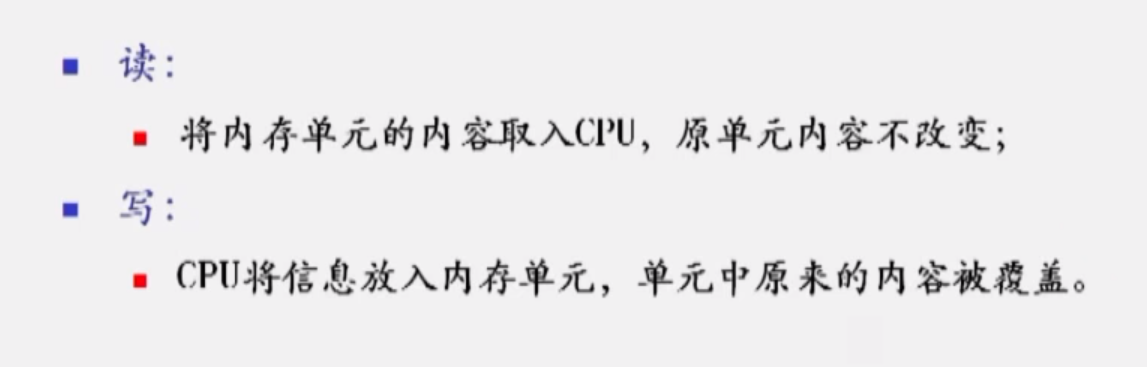 读：
将内存单元的内容取入CPU，原单元内容不改变；
写：
CPU将信息放入内存单元，单元中原来的内容被覆盖。